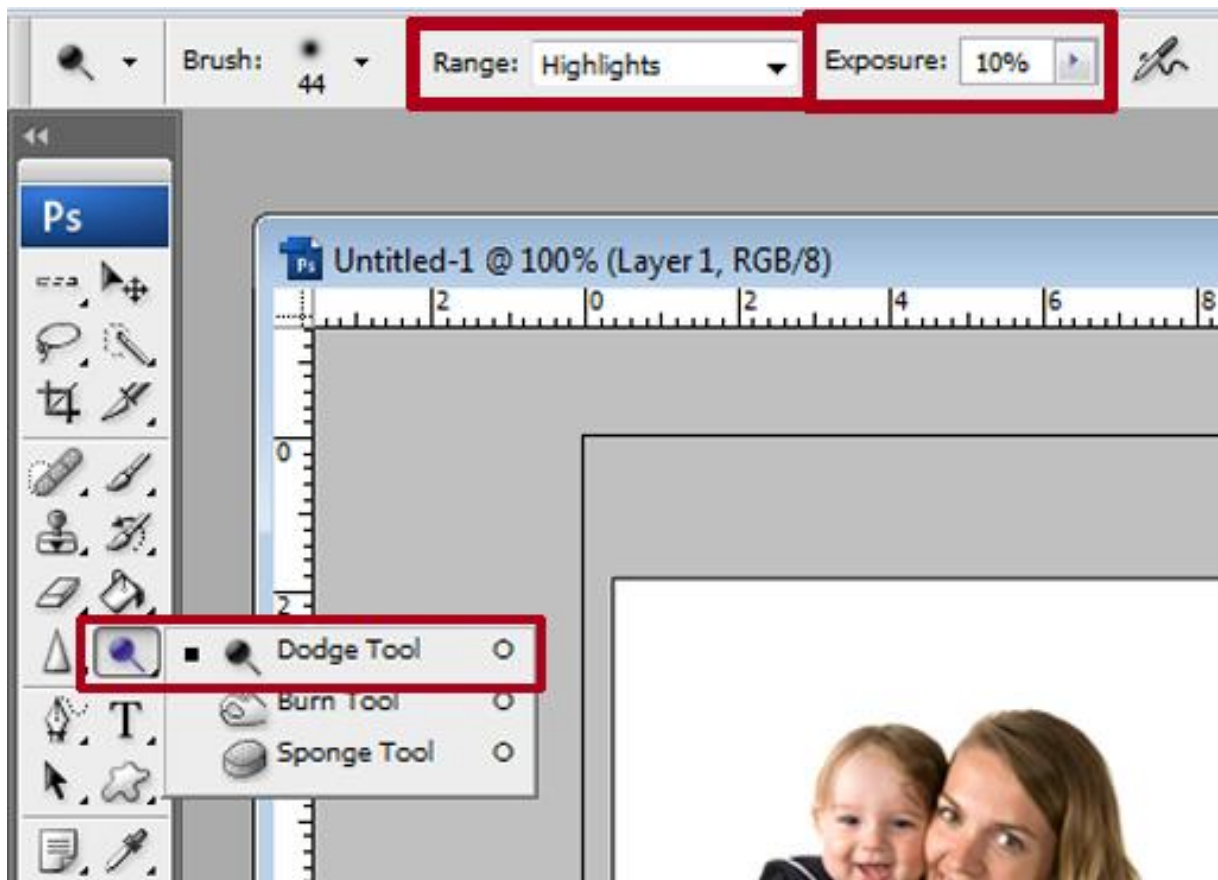 Brush: 44 Range: Highlights Exposure: 10%
Ps
Ps Untitled-1 @ 100% (Layer 1, RGB/8)
2 0 2 4 6 8
0
2
Dodge Tool O
Burn Tool O
T
Sponge Tool O